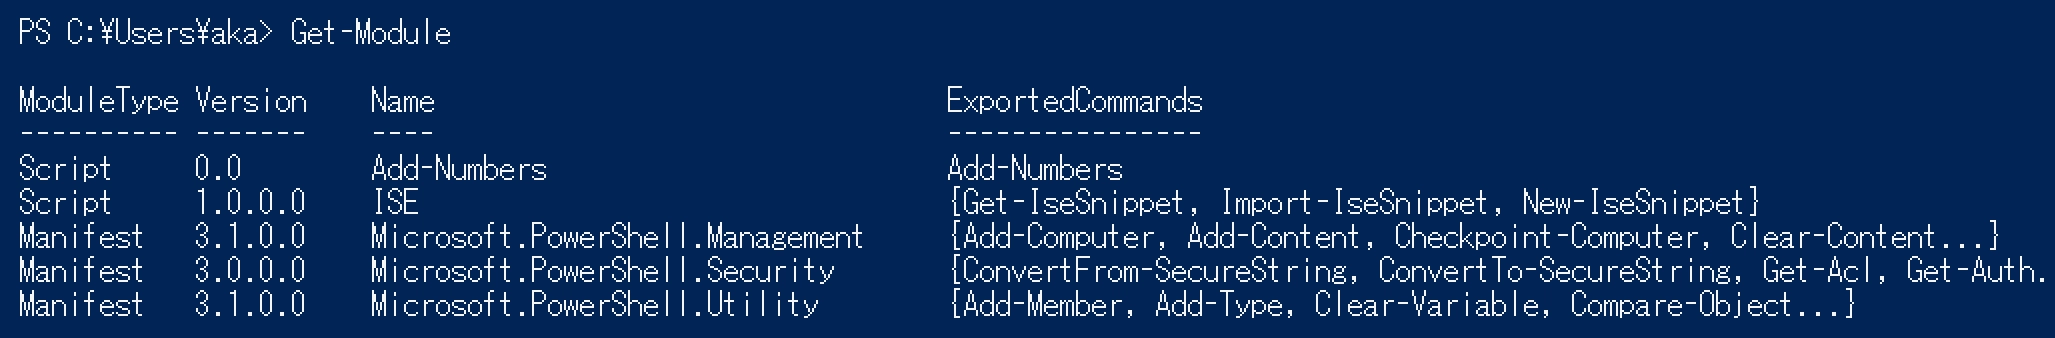 PS C:¥Users¥aka> Get-Module
ModuleType Version    Name                                ExportedCommands
---------- -------    ----                                ----------------
Script     0.0        Add-Numbers                         Add-Numbers
Script     1.0.0.0    ISE                                 {Get-IseSnippet, Import-IseSnippet, New-IseSnippet}
Manifest   3.1.0.0    Microsoft.PowerShell.Management     {Add-Computer, Add-Content, Checkpoint-Computer, Clear-Content...}
Manifest   3.0.0.0    Microsoft.PowerShell.Security       {ConvertFrom-SecureString, ConvertTo-SecureString, Get-Acl, Get-Auth.
Manifest   3.1.0.0    Microsoft.PowerShell.Utility        {Add-Member, Add-Type, Clear-Variable, Compare-Object...}